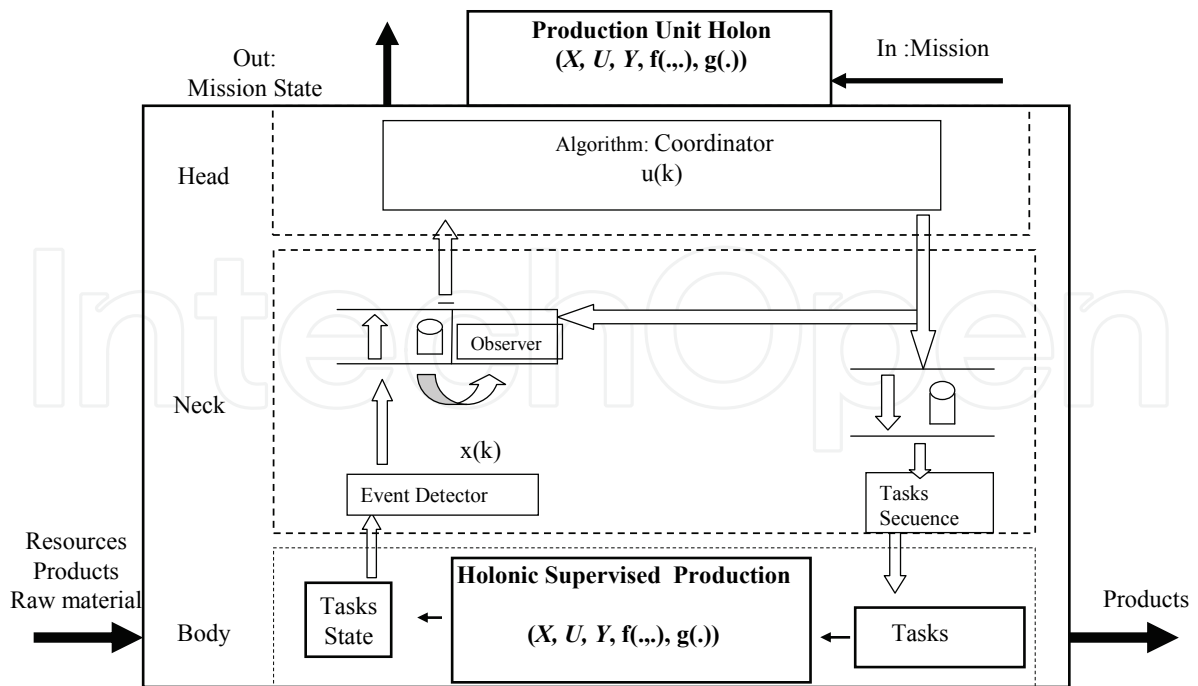 Production Unit Holon
(X, U, Y, f(.,.), g(.))
Out:
Mission State
In :Mission
Algorithm: Coordinator
u(k)
Head
Observer
Neck
x(k)
Event Detector
Tasks
Secuence
Resources
Products
Raw material
Holonic Supervised Production
(X, U, Y, f(.,.), g(.))
Tasks
State
Tasks
Body
Products
IntechOpen